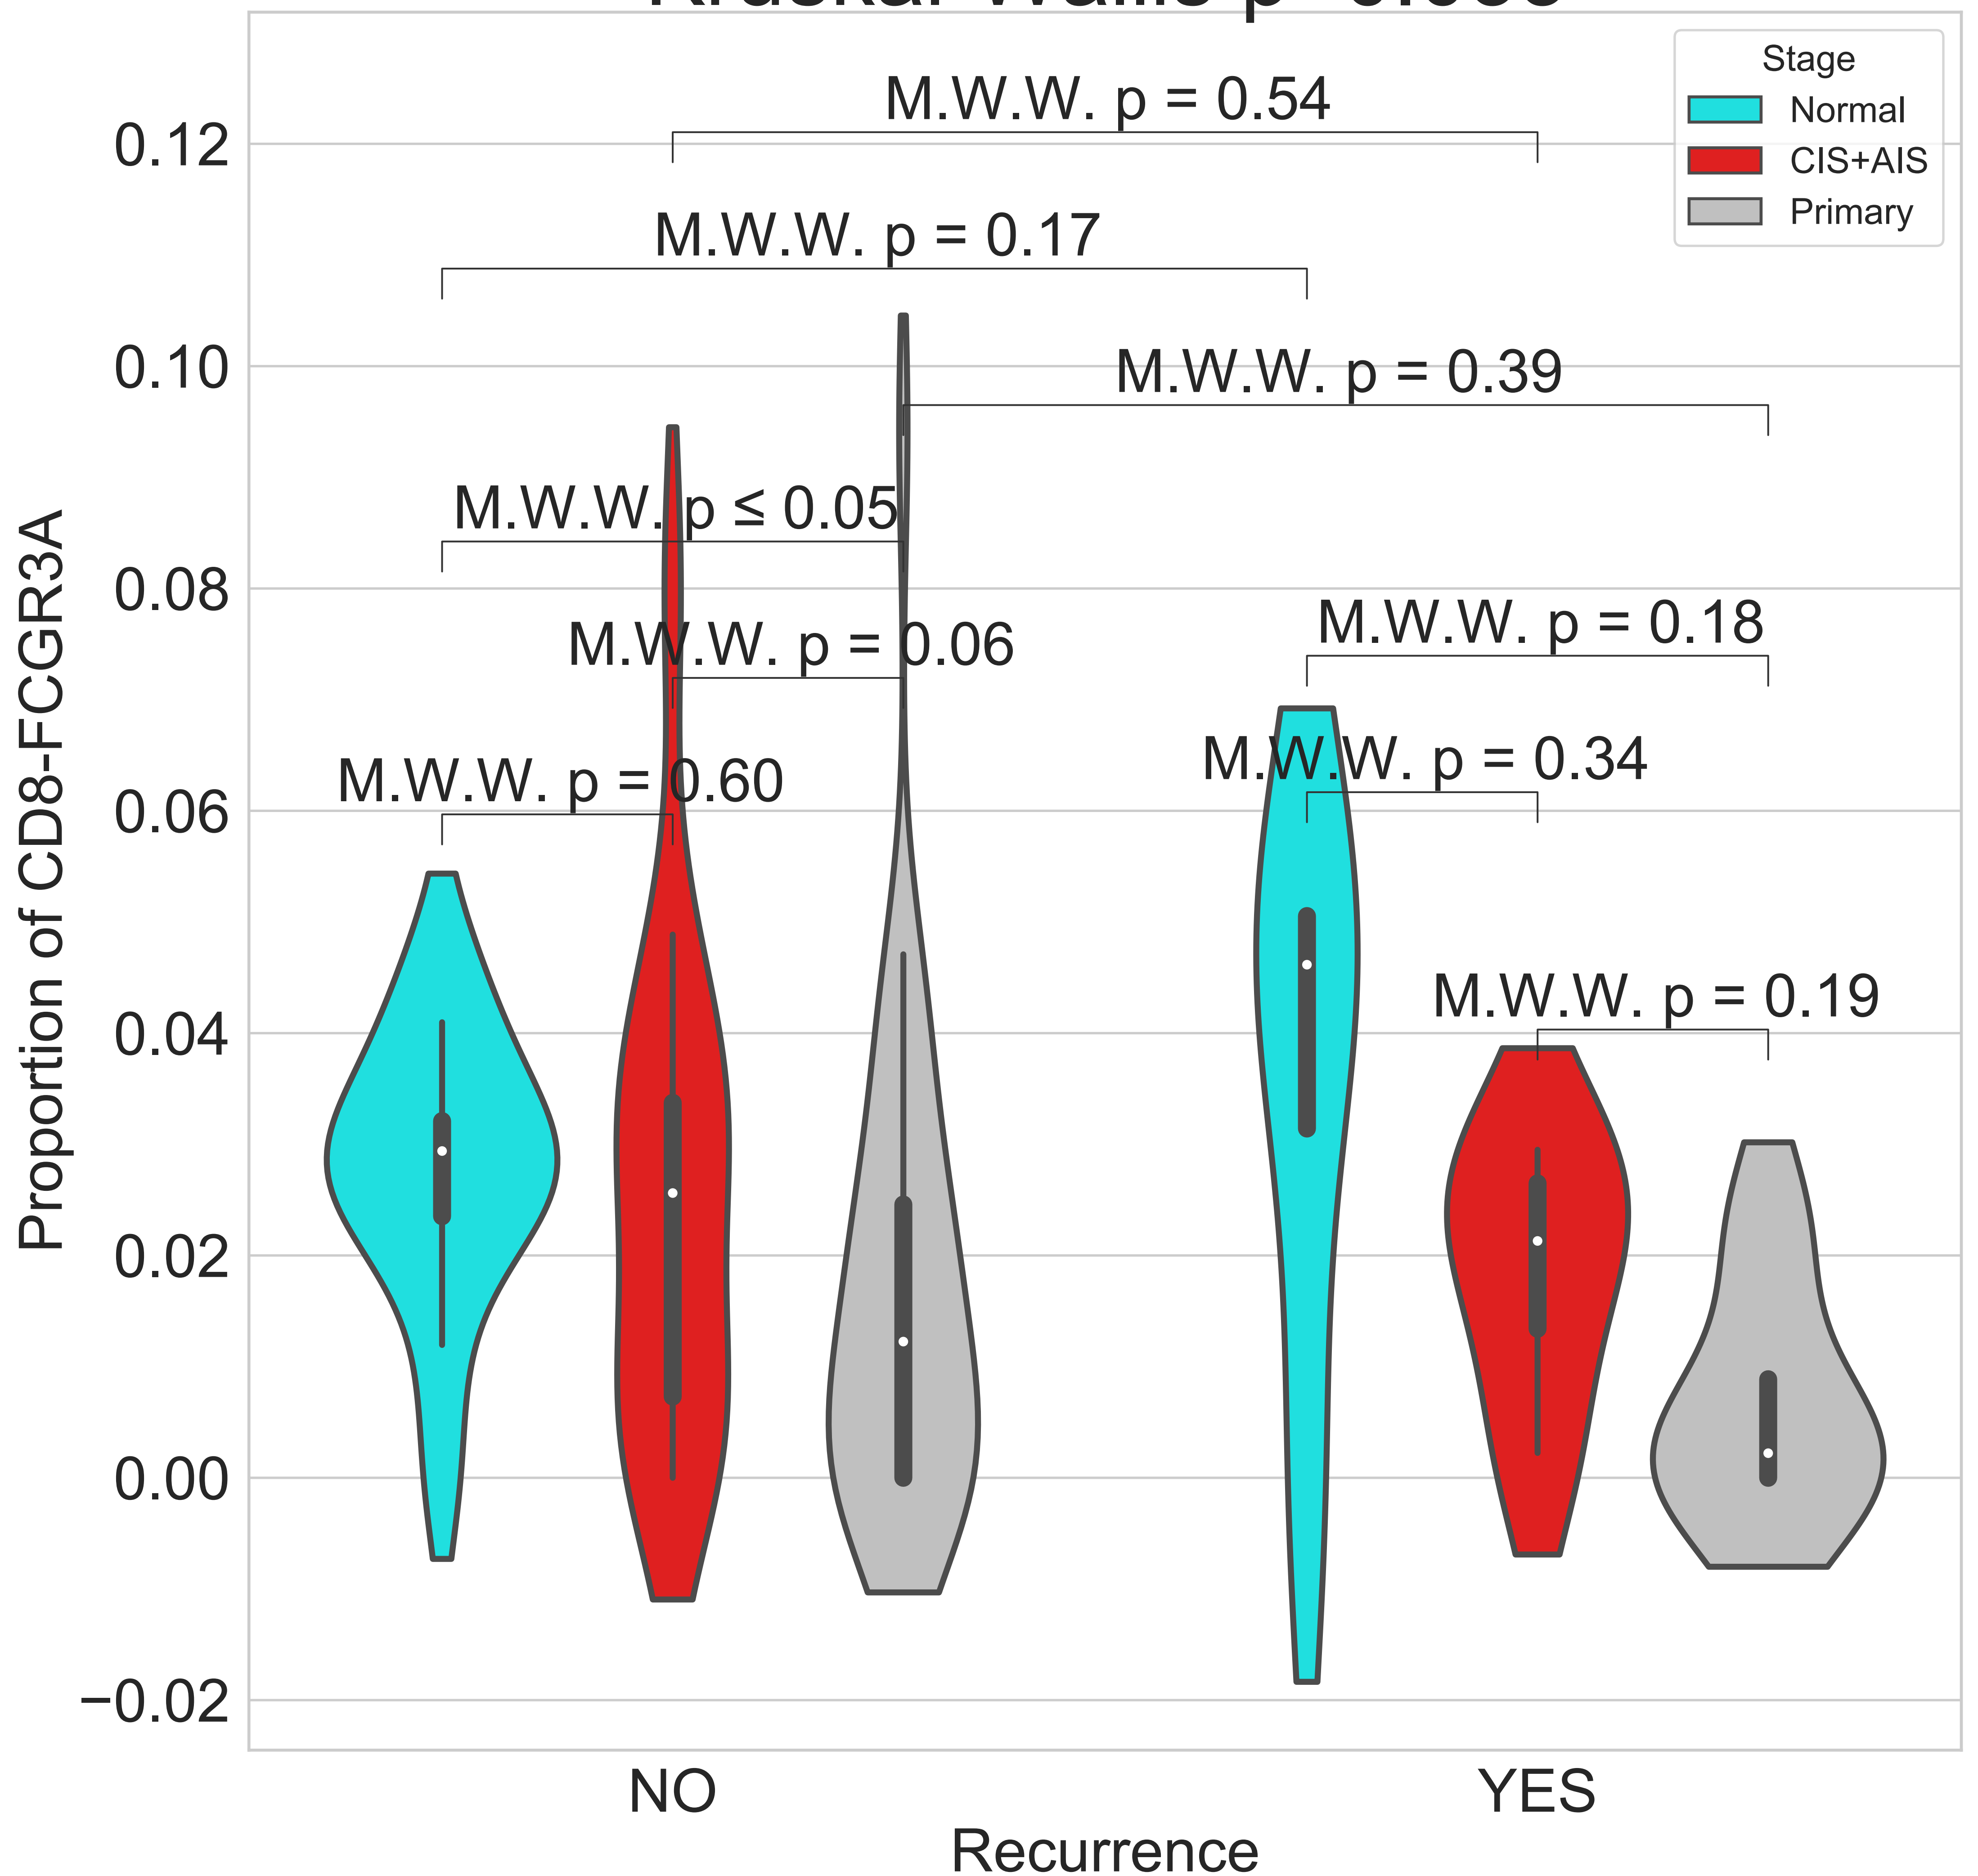 Stage
Normal
CIS+AIS
Primary
M.W.W. p = 0.54
M.W.W. p = 0.17
M.W.W. p = 0.39
M.W.W. p ≤ 0.05
M.W.W. p = 0.06
M.W.W. p = 0.18
M.W.W. p = 0.60
M.W.W. p = 0.34
M.W.W. p = 0.19
0.12
0.10
0.08
0.06
0.04
0.02
0.00
−0.02
Proportion of CD8-FCGR3A
NO
YES
Recurrence